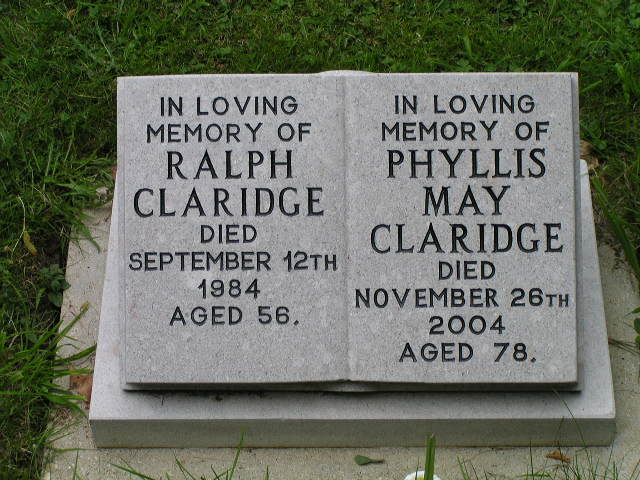 IN LOVING
MEMORY OF
RALPH
CLARIDGE
DIED
SEPTEMBER 12TH
1984
AGED 56.
IN LOVING
MEMORY OF
PHYLLIS
MAY
CLARIDGE
DIED
NOVEMBER 26TH
2004
AGED 78.